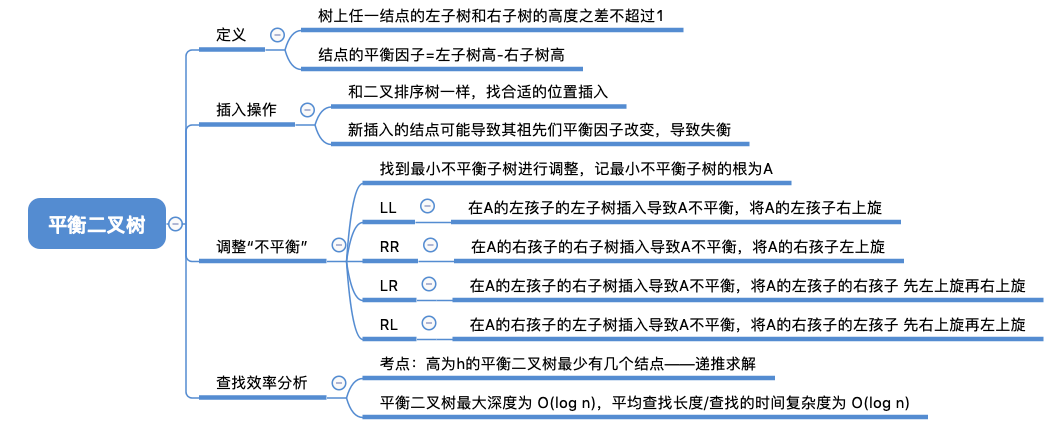 平衡二叉树
定义
树上任一结点的左子树和右子树的高度之差不超过1
结点的平衡因子=左子树高-右子树高
插入操作
和二叉排序树一样，找合适的位置插入
新插入的结点可能导致其祖先们平衡因子改变，导致失衡
调整“不平衡”
找到最小不平衡子树进行调整，记最小不平衡子树的根为A
LL
在A的左孩子的左子树插入导致A不平衡，将A的左孩子右上旋
RR
在A的右孩子的右子树插入导致A不平衡，将A的右孩子左上旋
LR
在A的左孩子的右子树插入导致A不平衡，将A的左孩子的右孩子 先左上旋再右上旋
RL
在A的右孩子的左子树插入导致A不平衡，将A的右孩子的左孩子 先右上旋再左上旋
查找效率分析
考点：高为h的平衡二叉树最少有几个结点——递推求解
平衡二叉树最大深度为 O(log n)，平均查找长度/查找的时间复杂度为 O(log n)